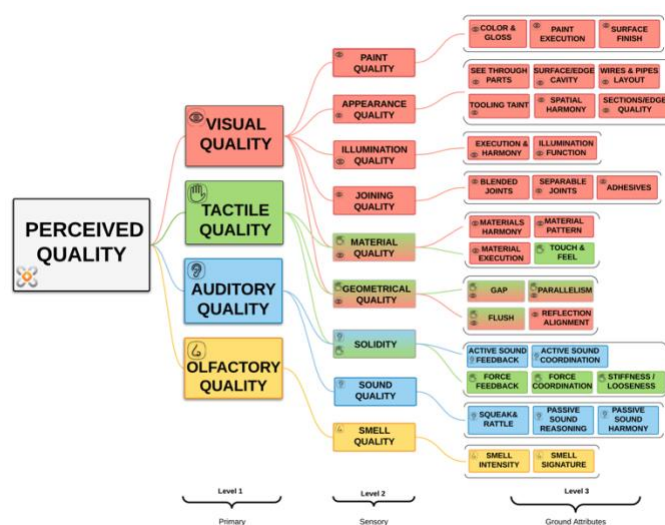 PERCEIVED
QUALITY
VISUAL
QUALITY
TACTILE
QUALITY
AUDITORY
QUALITY
OLFACTORY
QUALITY
PAINT
QUALITY
APPEARANCE
QUALITY
ILLUMINATION
QUALITY
JOINING
QUALITY
MATERIAL
QUALITY
GEOMETRICAL
QUALITY
SOLIDITY
SOUND
QUALITY
SMELL
QUALITY
COLOR &
GLOSS
PAINT
EXECUTION
SURFACE
FINISH
SEE THROUGH
PARTS
SURFACE/EDGE
CAVITY
WIRES & PIPES
LAYOUT
TOOLING TAINT
SPATIAL
HARMONY
SECTIONS/EDGE
QUALITY
EXECUTION &
HARMONY
ILLUMINATION
FUNCTION
BLENDED
JOINTS
SEPARABLE
JOINTS
ADHESIVES
MATERIALS
HARMONY
MATERIAL
PATTERN
MATERIAL
EXECUTION
TOUCH &
FEEL
GAP
PARALLELISM
FLUSH
REFLECTION
ALIGNMENT
ACTIVE SOUND
FEEDBACK
ACTIVE SOUND
COORDINATION
FORCE
FEEDBACK
FORCE
COORDINATION
STIFFNESS /
LOOSENESS
SQUEAK&
RATTLE
PASSIVE
SOUND
REASONING
PASSIVE
SOUND
HARMONY
SMELL
INTENSITY
SMELL
SIGNATURE
Level 1
Level 2
Level 3
Primary
Sensory
Ground Attributes